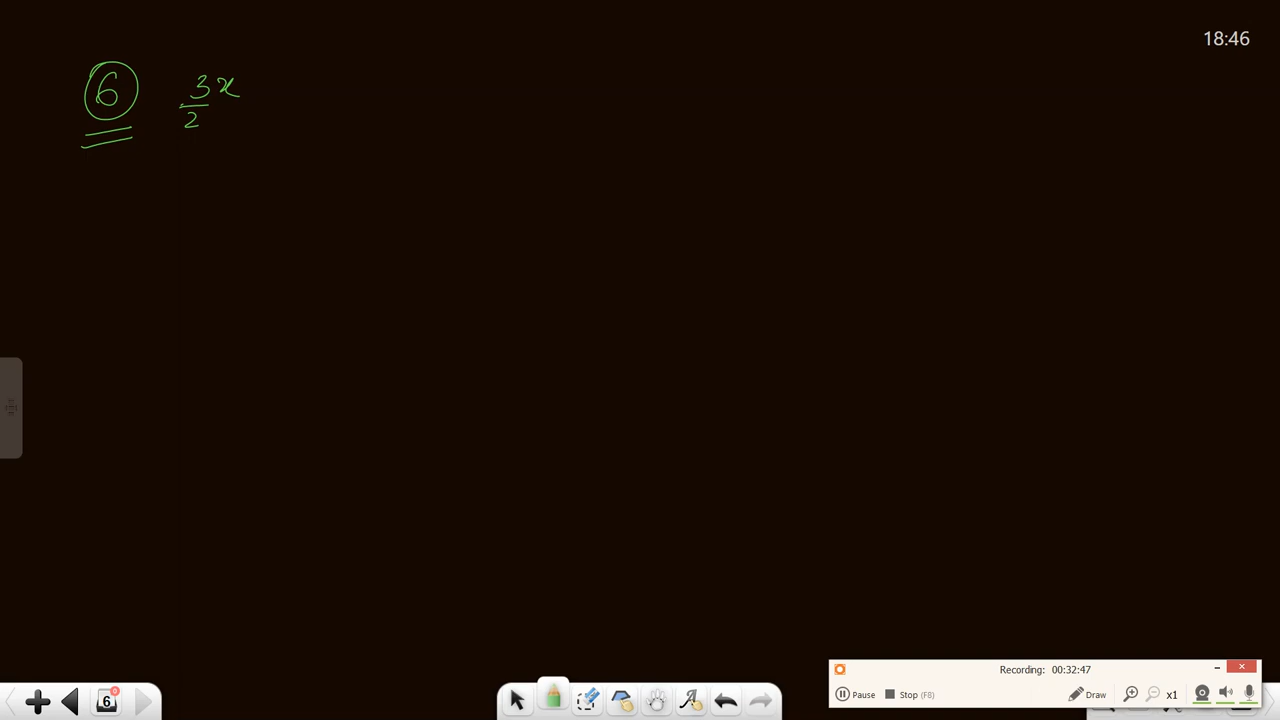 18:46
6 3x
2
6
Recording: 00:32:47
Pause Stop (F8) Draw x1